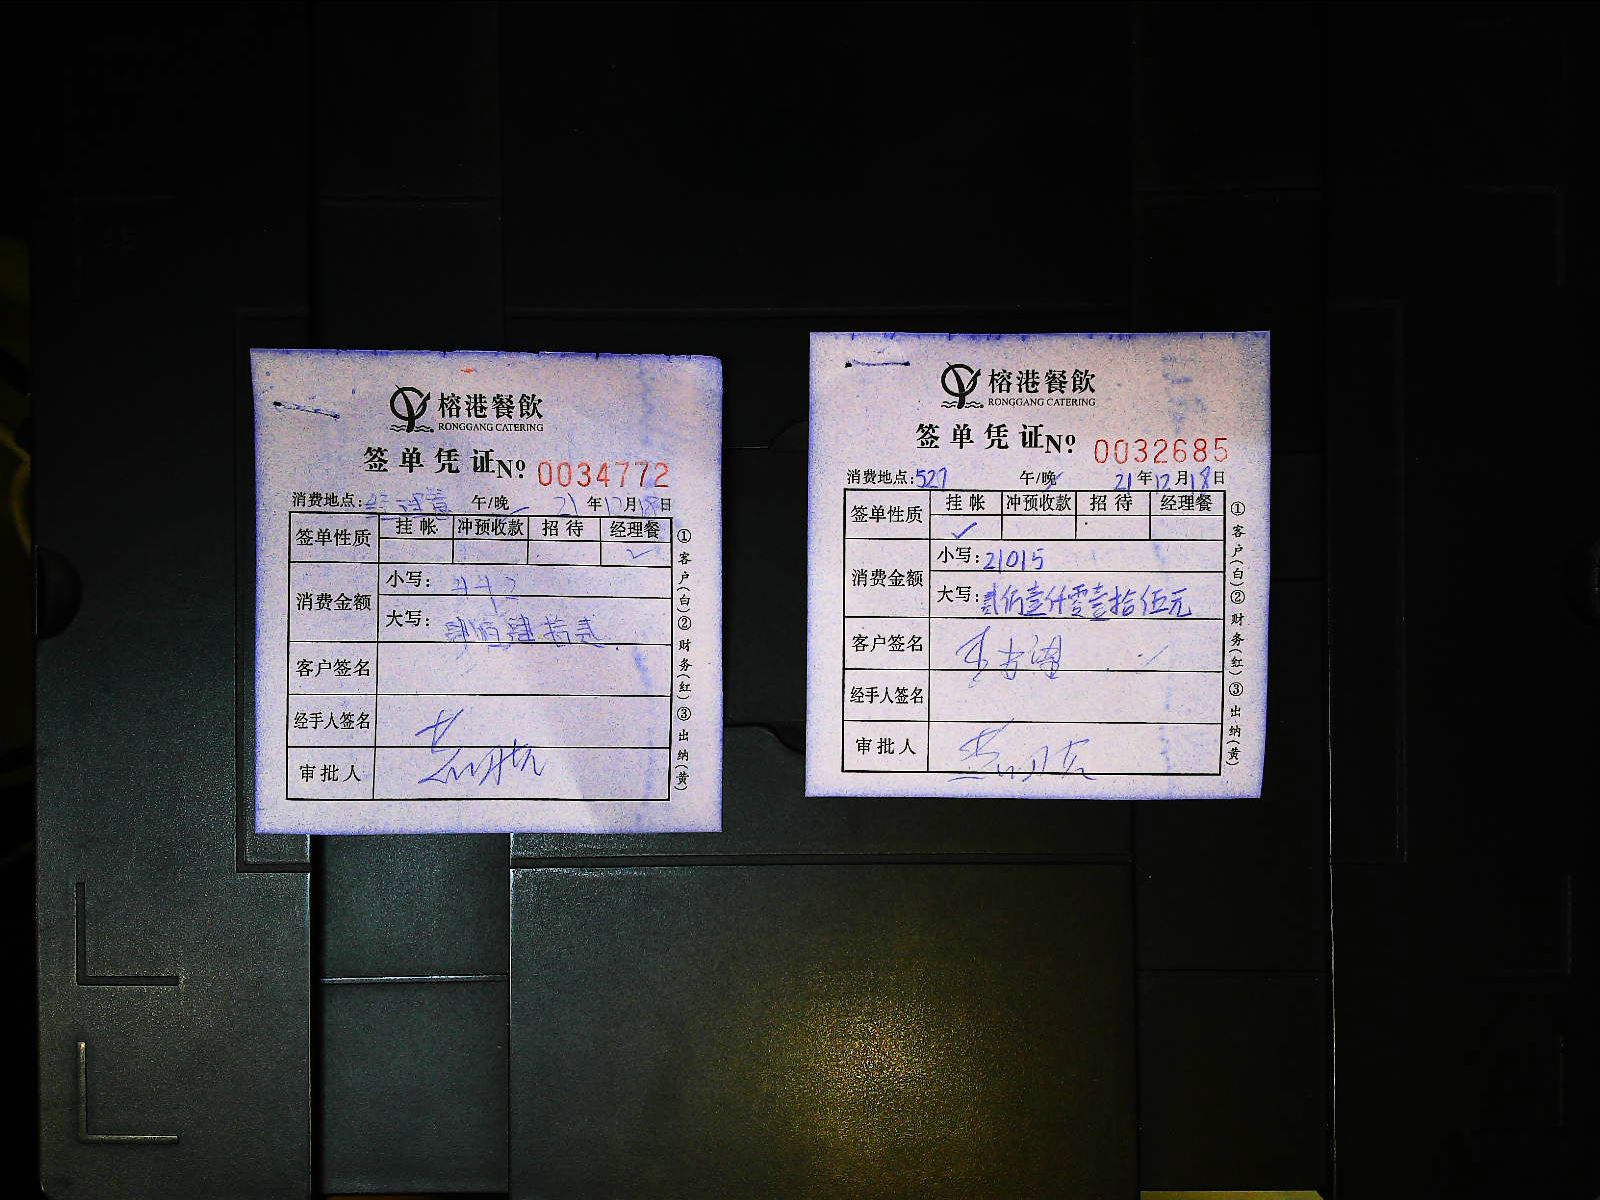 榕港餐飲
RONGGANG CATERING
签单凭证№ 0034772
消费地点: 午/晚 21年12月18日
签单性质 挂帐 冲预收款 招待 经理餐
✓
消费金额 小写: 442
大写: 肆佰肆拾贰
客户签名
经手人签名
审批人
①客户(白)②财务(红)③出纳(黄)
榕港餐飲
RONGGANG CATERING
签单凭证№ 0032685
消费地点:527 午/晚 21年12月18日
签单性质 挂帐 冲预收款 招待 经理餐
✓
消费金额 小写:21015
大写:贰佰壹仟零壹拾伍元
客户签名
经手人签名
审批人
①客户(白)②财务(红)③出纳(黄)